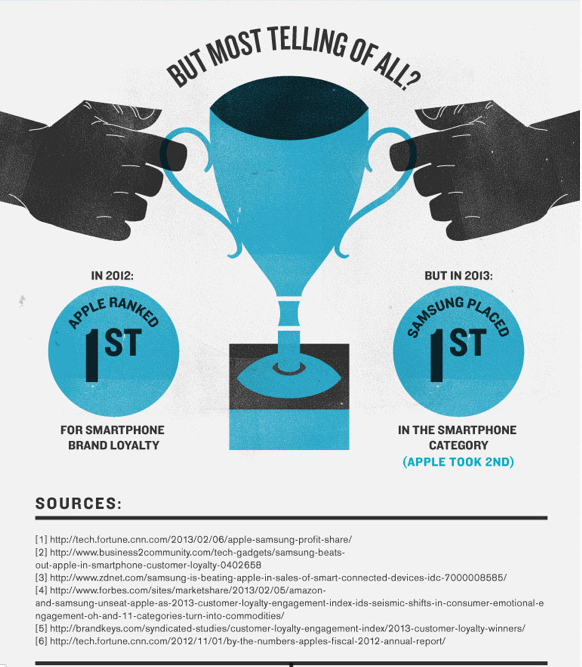 BUT MOST TELLING OF ALL?
IN 2012:
APPLE RANKED
1ST
FOR SMARTPHONE
BRAND LOYALTY
BUT IN 2013:
SAMSUNG PLACED
1ST
IN THE SMARTPHONE
CATEGORY
(APPLE TOOK 2ND)
SOURCES:
[1] http://tech.fortune.cnn.com/2013/02/06/apple-samsung-profit-share/
[2] http://www.business2community.com/tech-gadgets/samsung-beats-
out-apple-in-smartphone-customer-loyalty-0402658
[3] http://www.zdnet.com/samsung-is-beating-apple-in-sales-of-smart-connected-devices-idc-7000008585/
[4] http://www.forbes.com/sites/marketshare/2013/02/05/amazon-
and-samsung-unseat-apple-as-2013-customer-loyalty-engagement-index-ids-seismic-shifts-in-consumer-emotional-e
ngagement-oh-and-11-categories-turn-into-commodities/
[5] http://brandkeys.com/syndicated-studies/customer-loyalty-engagement-index/2013-customer-loyalty-winners/
[6] http://tech.fortune.cnn.com/2012/11/01/by-the-numbers-apples-fiscal-2012-annual-report/